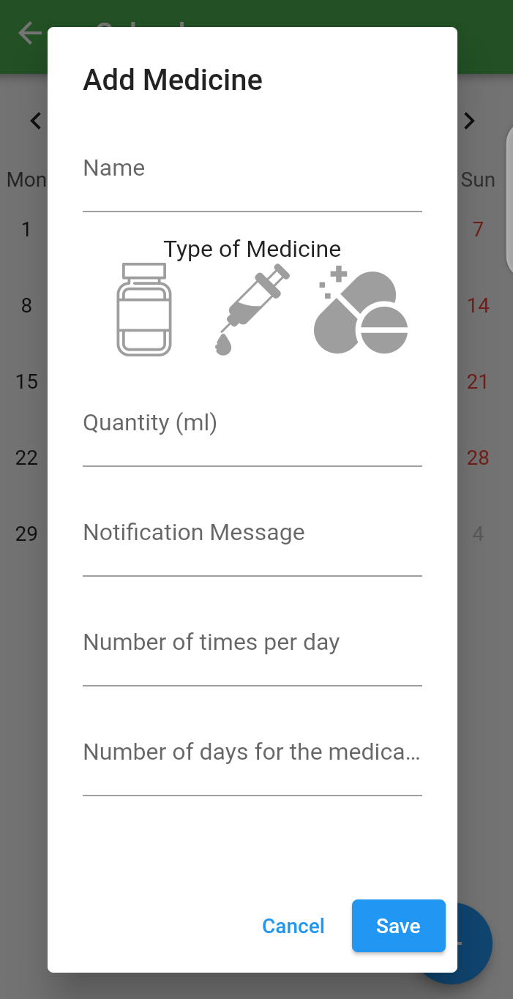 Add Medicine
Name
Mon
Sun
1
7
Type of Medicine
8
14
15
21
Quantity (ml)
22
28
Notification Message
29
4
Number of times per day
Number of days for the medica...
Cancel
Save